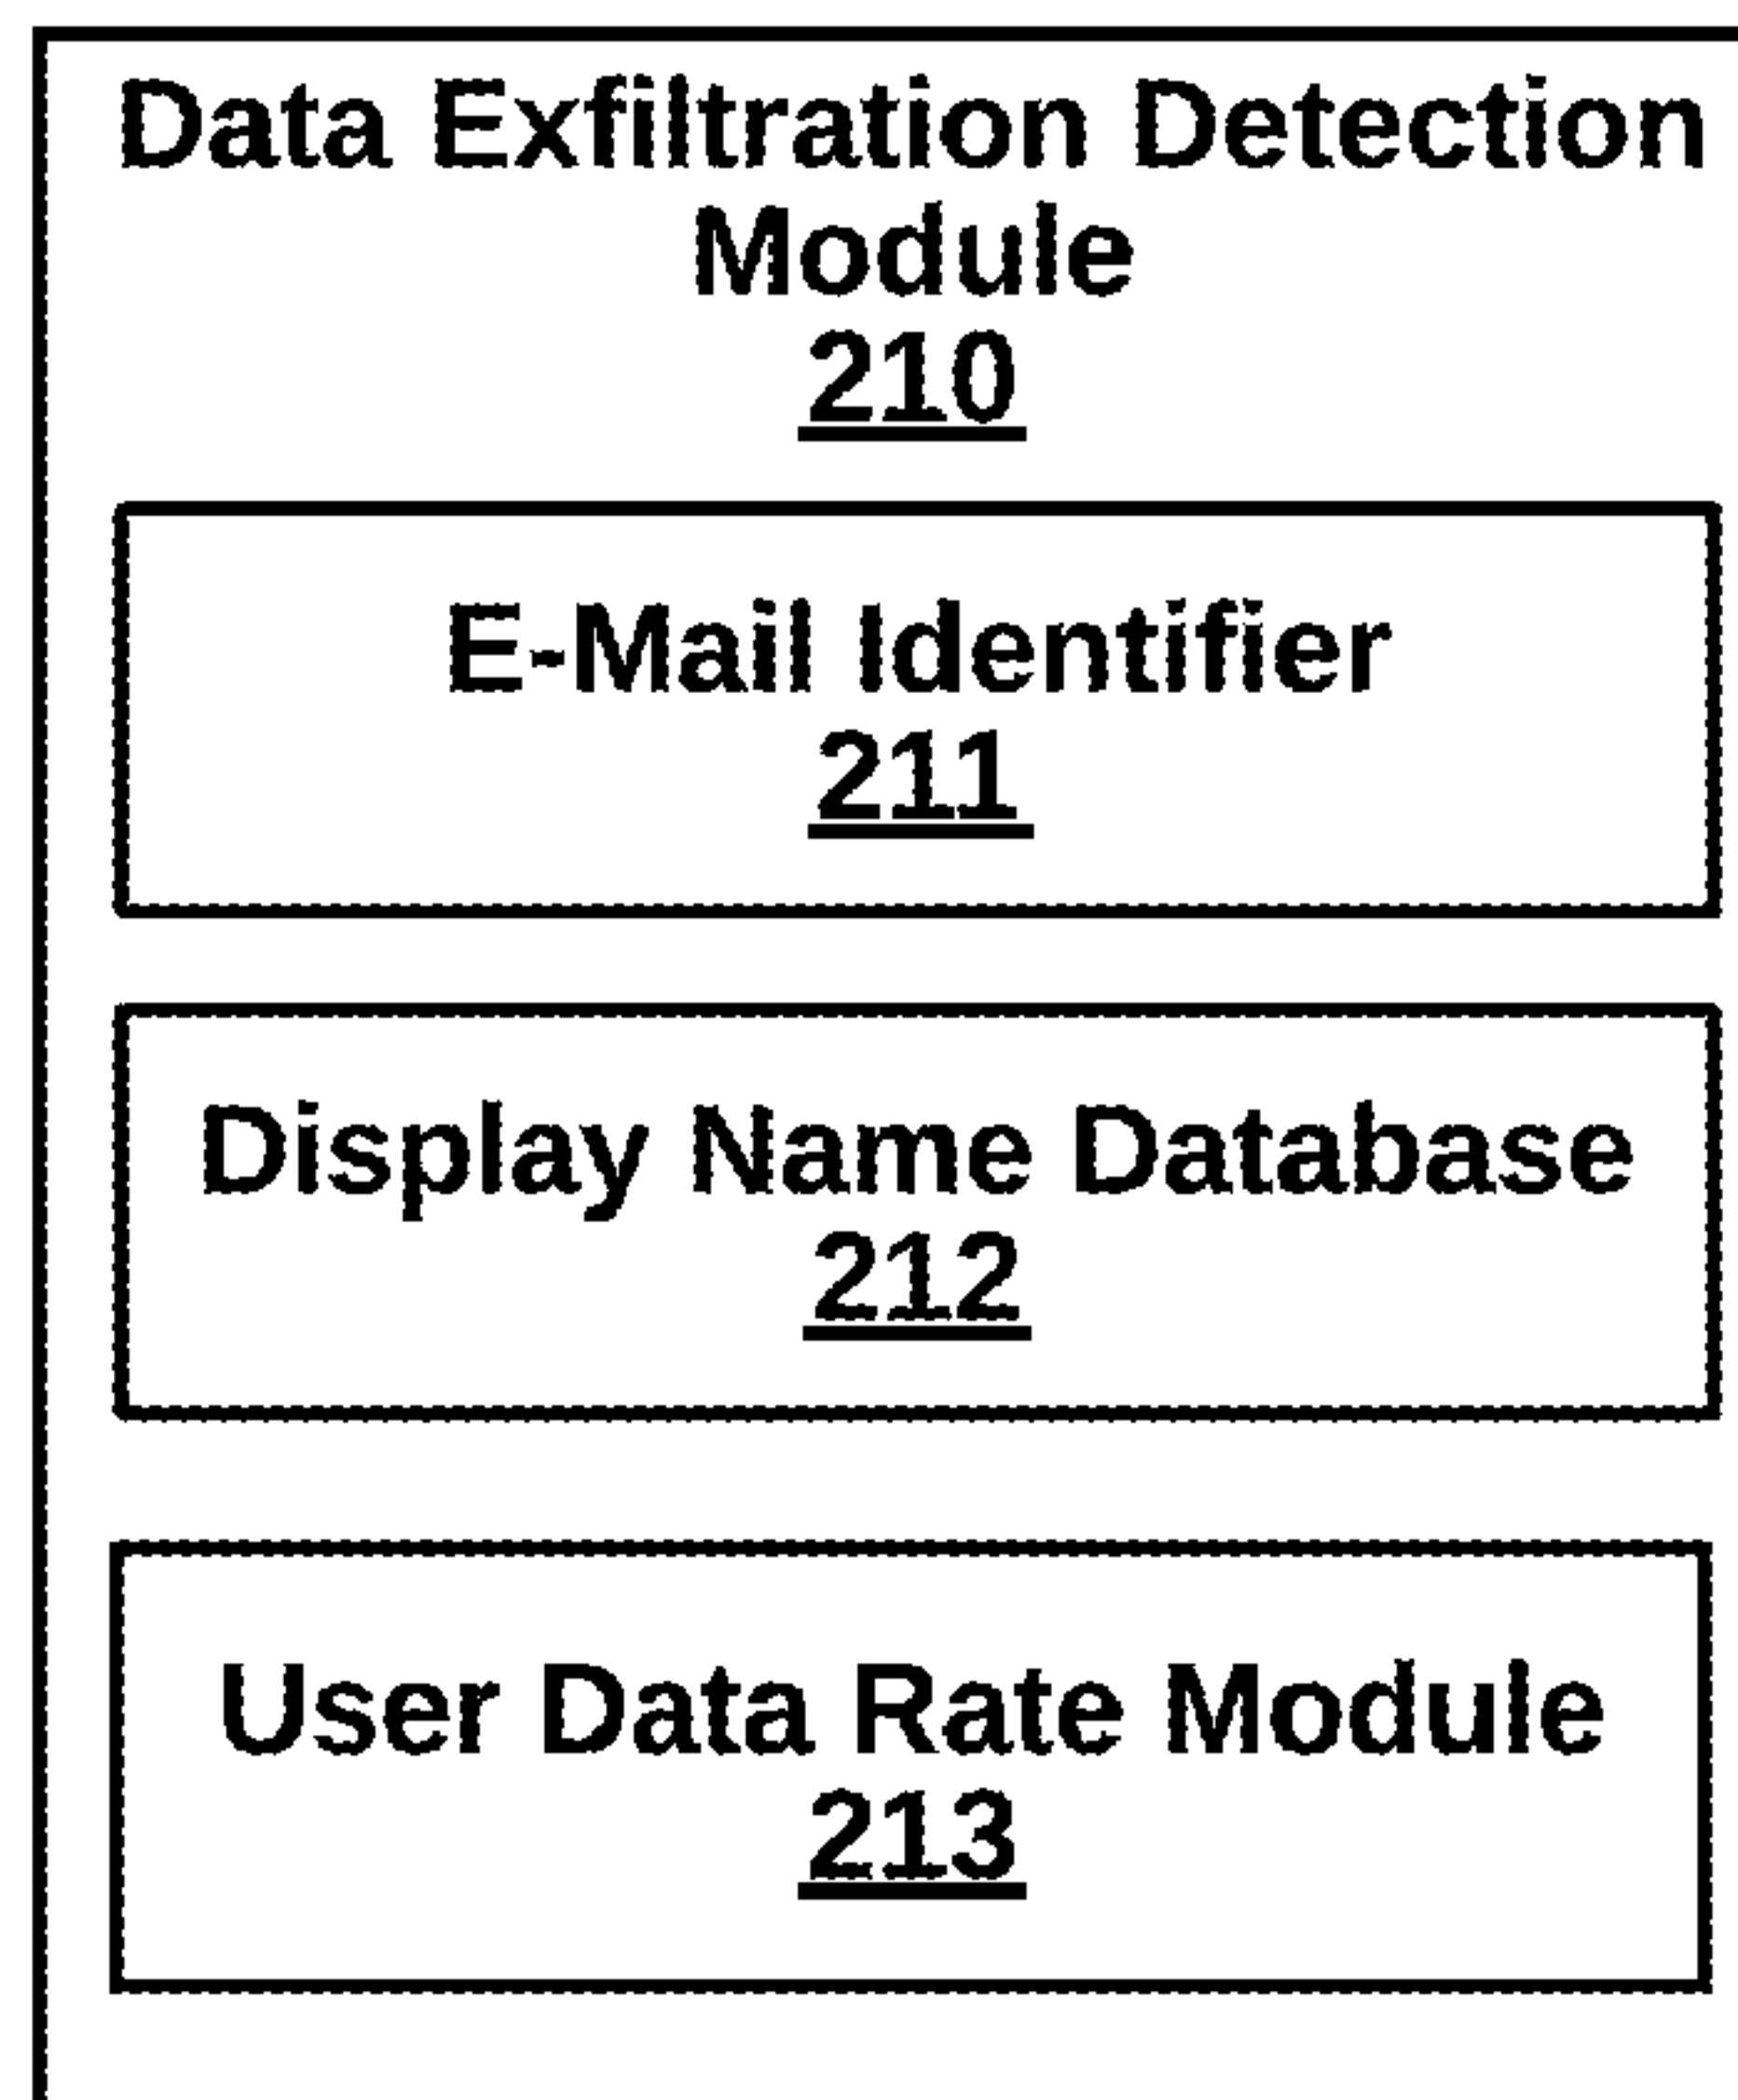 Data Exfiltration Detection
Module
210
E-Mail Identifier
211
Display Name Database
212
User Data Rate Module
213